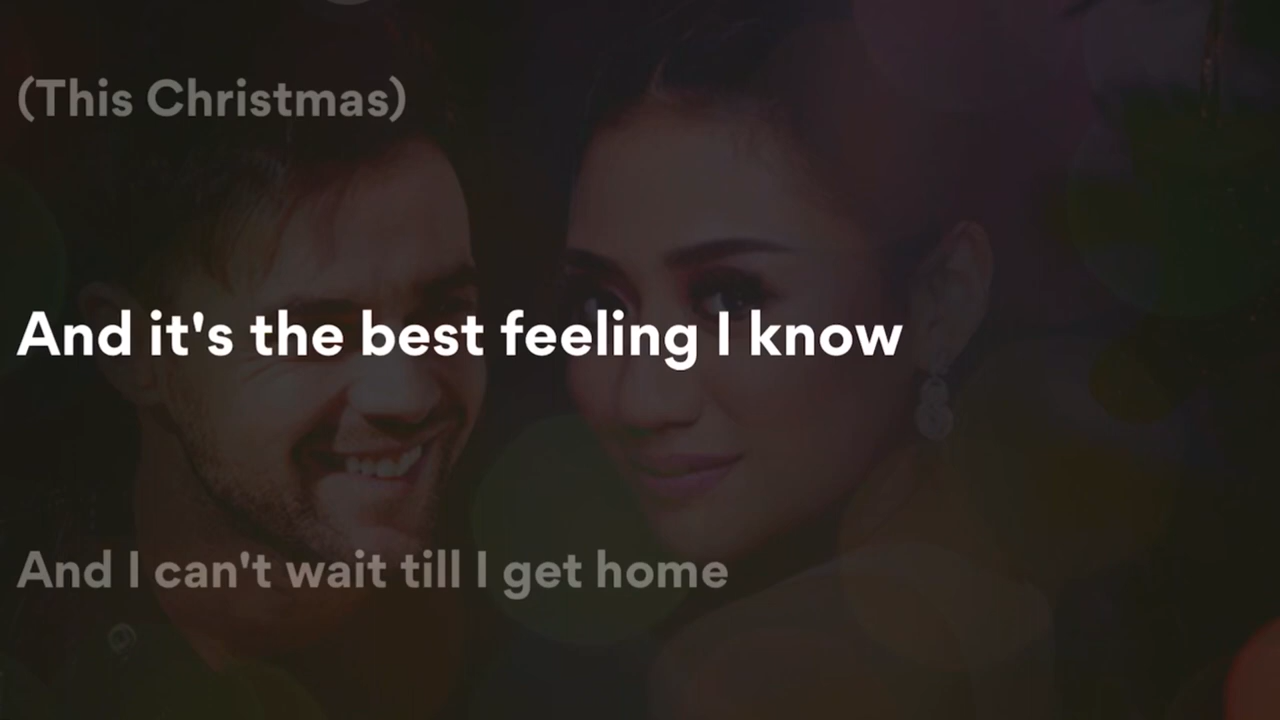 (This Christmas)
And it's the best feeling I know
And I can't wait till I get home